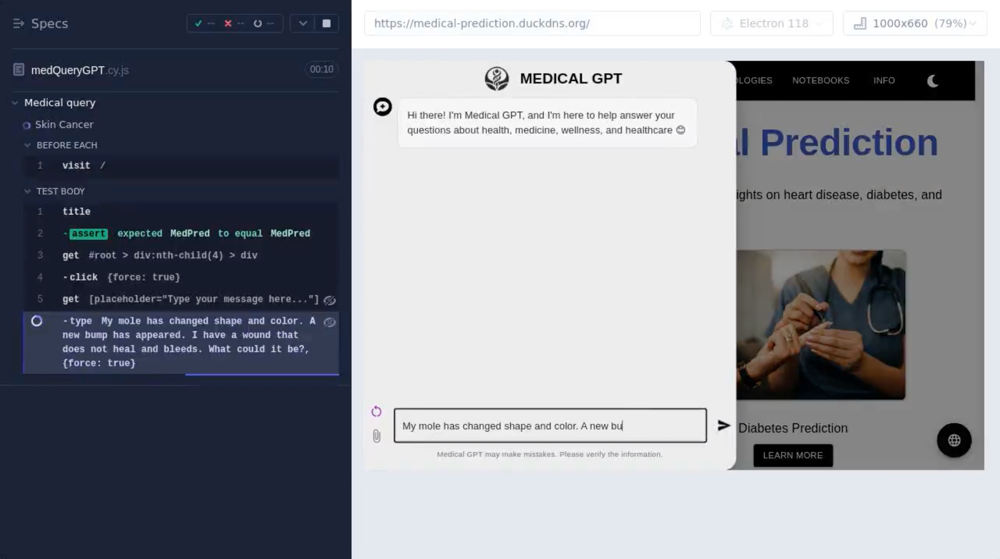 Specs
-- -- --
medQueryGPT.cy.js
00:10
Medical query
Skin Cancer
BEFORE EACH
1 visit /
TEST BODY
1 title
2 -assert expected MedPred to equal MedPred
3 get #root > div:nth-child(4) > div
4 -click {force: true}
5 get [placeholder="Type your message here..."]
-type My mole has changed shape and color. A
new bump has appeared. I have a wound that
does not heal and bleeds. What could it be?,
{force: true}
https://medical-prediction.duckdns.org/
Electron 118
1000x660 (79%)
MEDICAL GPT
Hi there! I'm Medical GPT, and I'm here to help answer your
questions about health, medicine, wellness, and healthcare 😊
My mole has changed shape and color. A new bu
Medical GPT may make mistakes. Please verify the information.
OLOGIES NOTEBOOKS INFO
al Prediction
ights on heart disease, diabetes, and
Diabetes Prediction
LEARN MORE